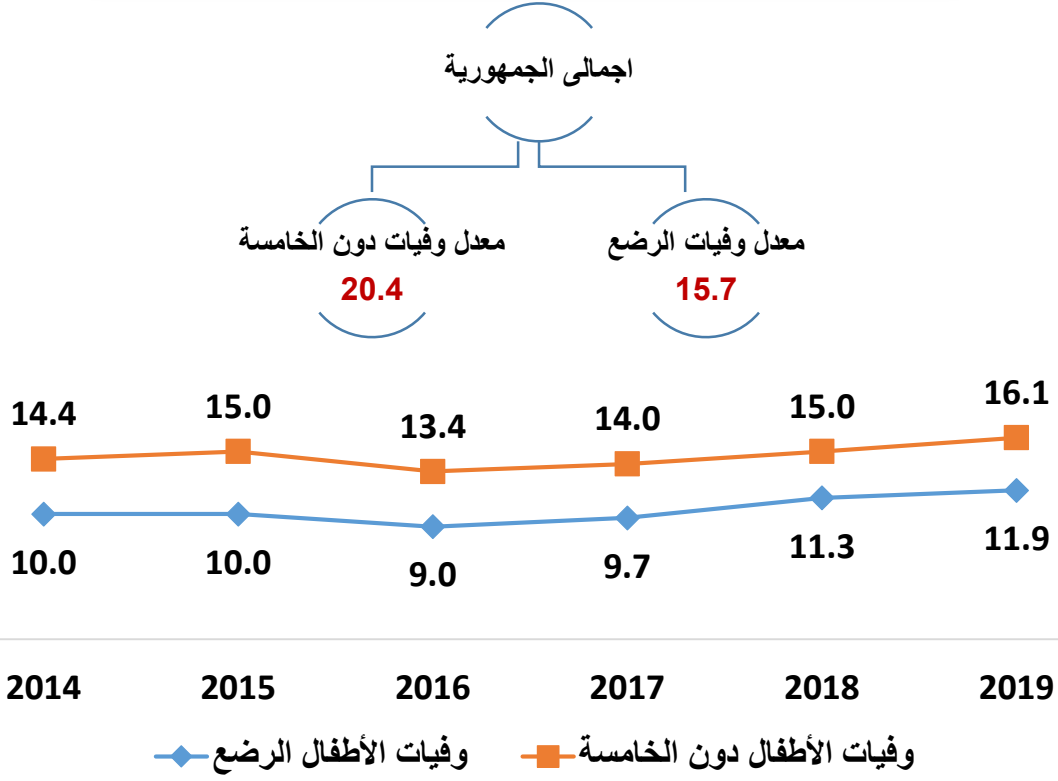 اجمالى الجمهورية
معدل وفيات الرضع
15.7
معدل وفيات دون الخامسة
20.4
14.4 15.0 13.4 14.0 15.0 16.1
10.0 10.0 9.0 9.7 11.3 11.9
2014 2015 2016 2017 2018 2019
وفيات الأطفال دون الخامسة
وفيات الأطفال الرضع